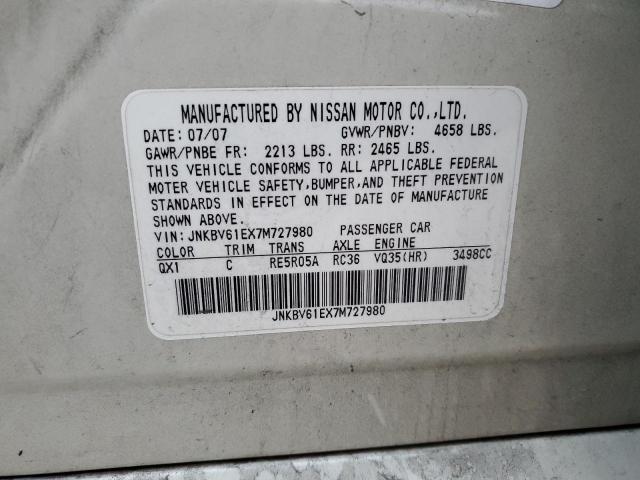 MANUFACTURED BY NISSAN MOTOR CO.,LTD.
DATE: 07/07 GVWR/PNBV: 4658 LBS.
GAWR/PNBE FR: 2213 LBS. RR: 2465 LBS.
THIS VEHICLE CONFORMS TO ALL APPLICABLE FEDERAL
MOTER VEHICLE SAFETY,BUMPER,AND THEFT PREVENTION
STANDARDS IN EFFECT ON THE DATE OF MANUFACTURE
SHOWN ABOVE.
VIN: JNKBV61EX7M727980 PASSENGER CAR
COLOR TRIM TRANS AXLE ENGINE
QX1 C RE5R05A RC36 VQ35(HR) 3498CC
JNKBV61EX7M727980